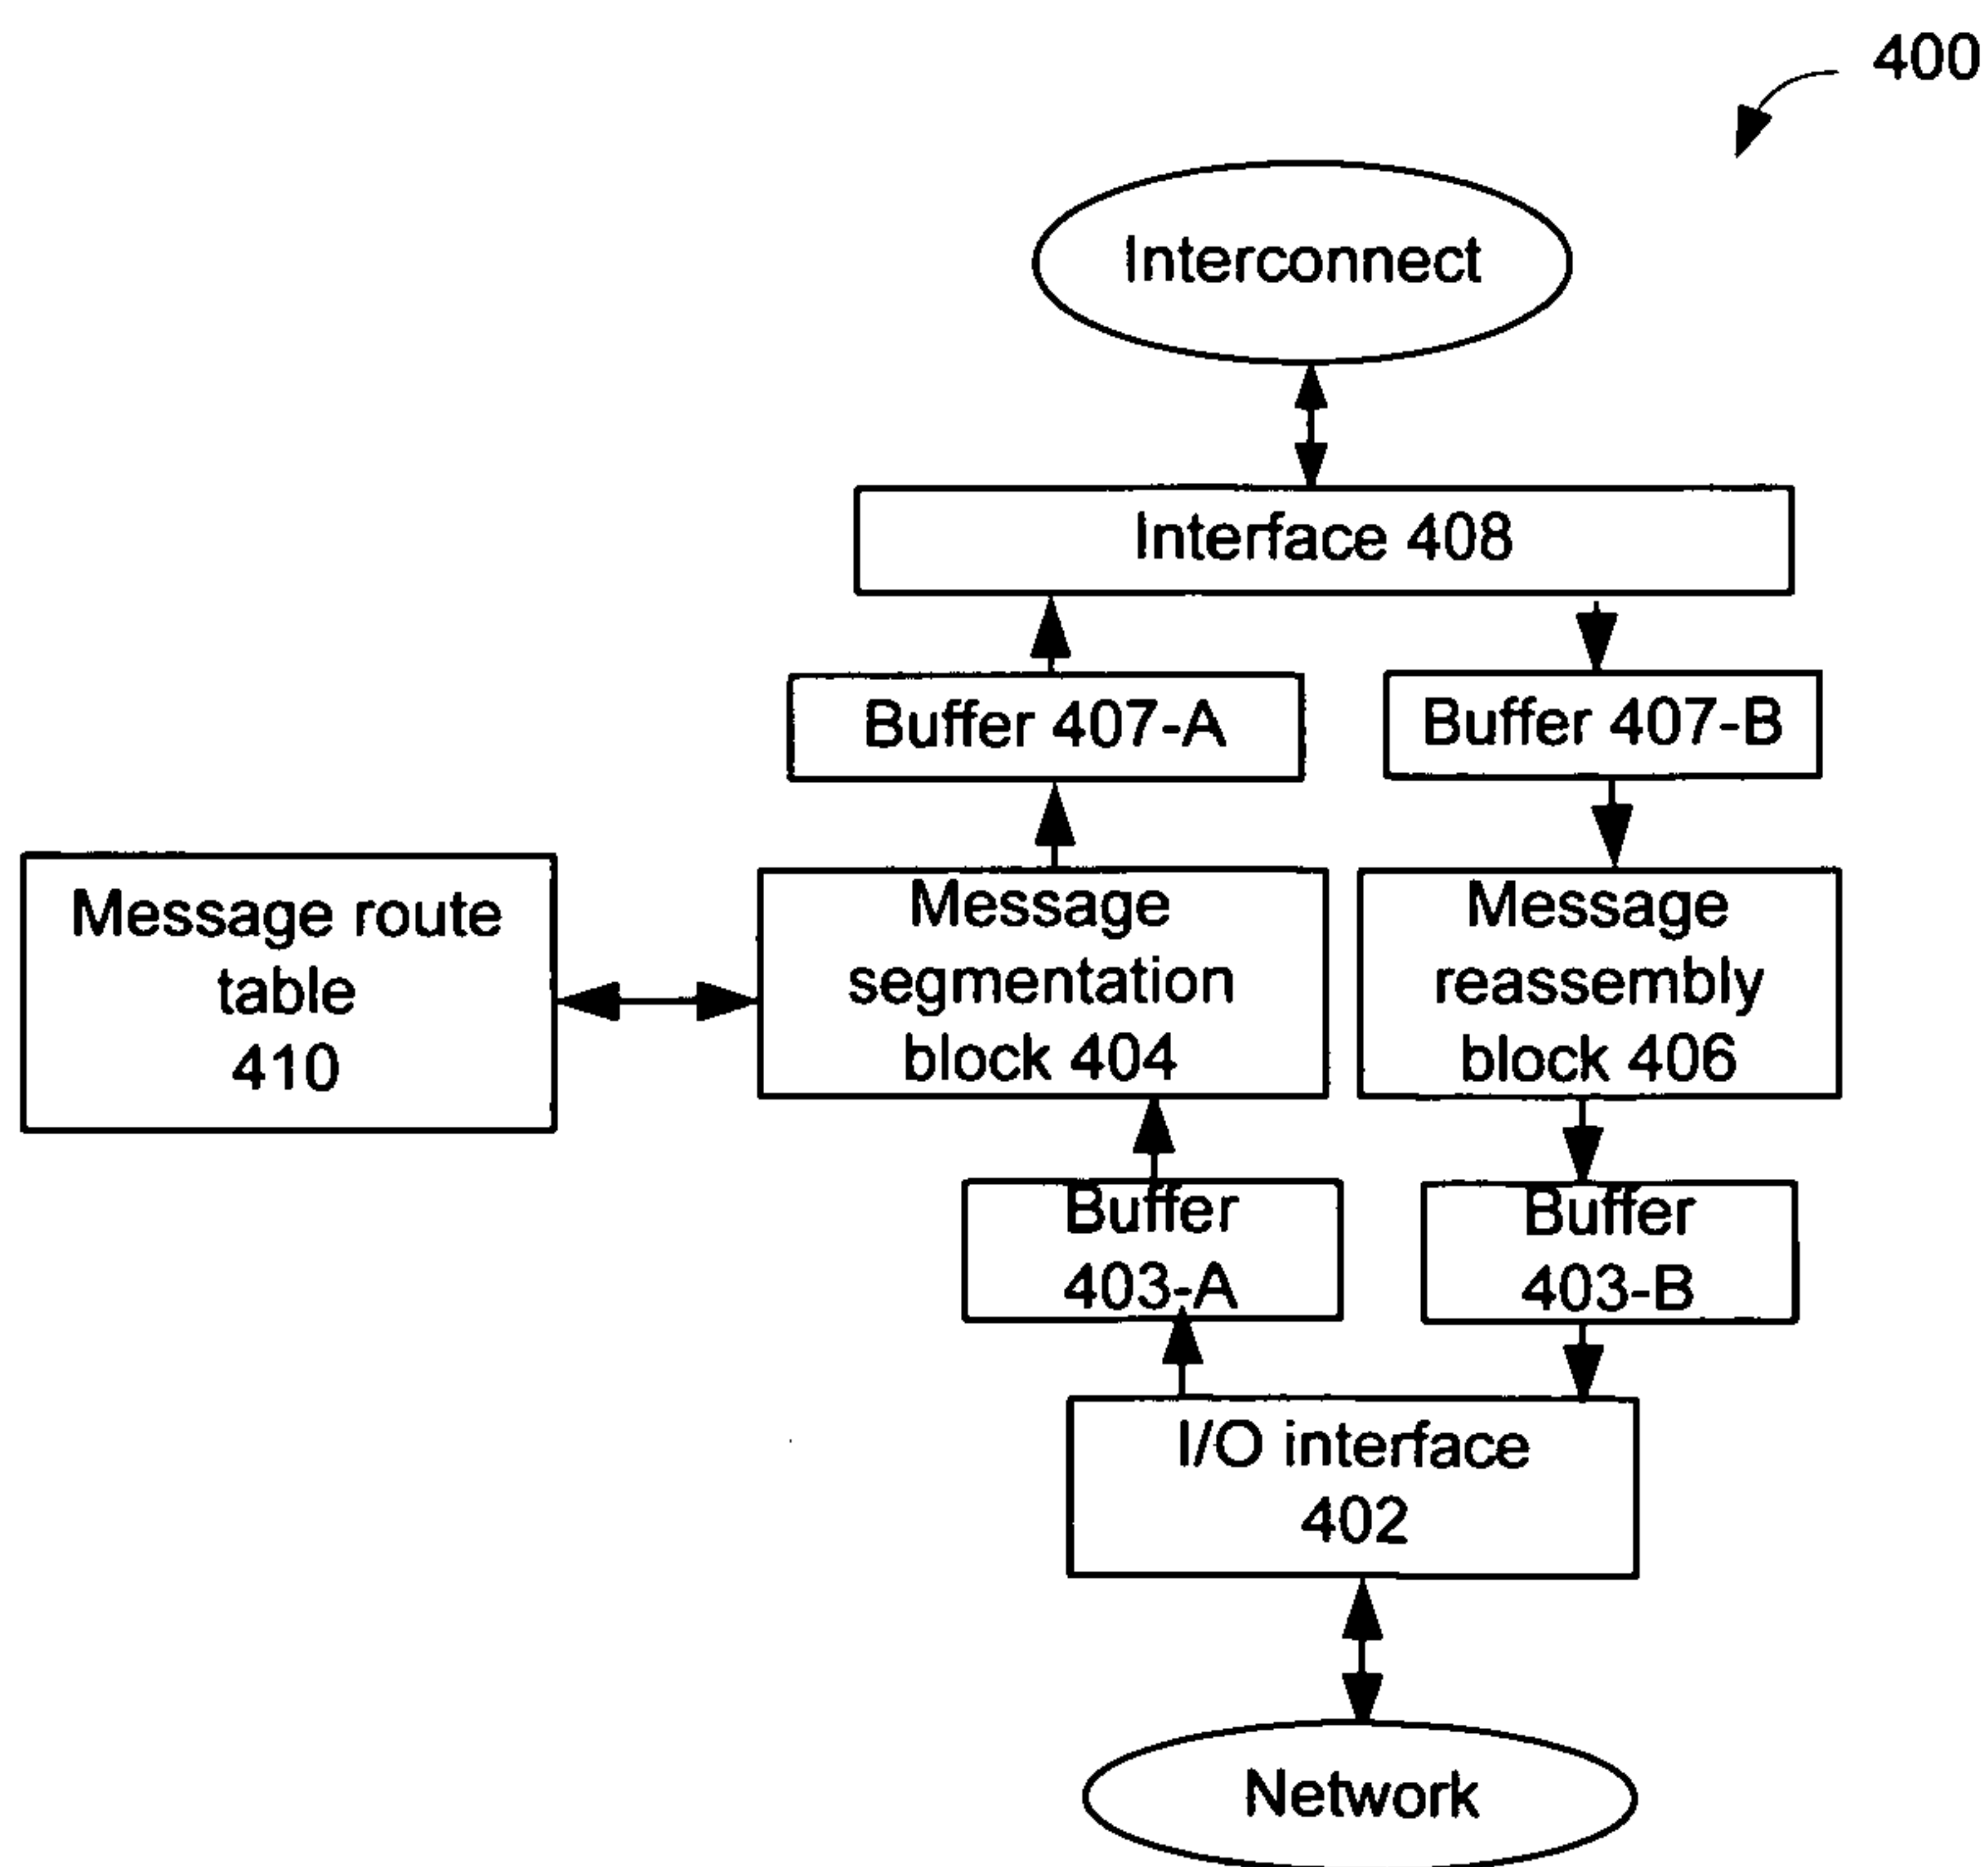 400
Interconnect
Interface 408
Buffer 407-A
Buffer 407-B
Message route
table
410
Message
segmentation
block 404
Message
reassembly
block 406
Buffer
403-A
Buffer
403-B
I/O interface
402
Network